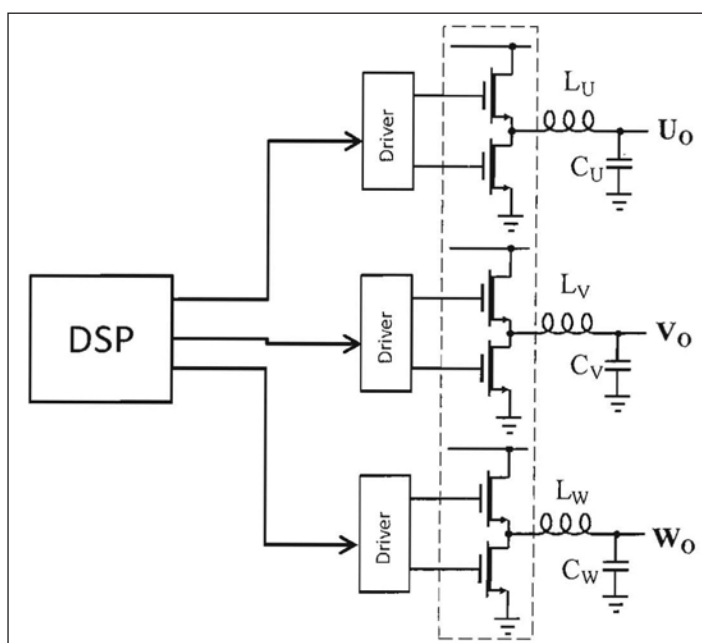 Driver
L_U
U_O
C_U
DSP
Driver
L_V
V_O
C_V
Driver
L_W
W_O
C_W